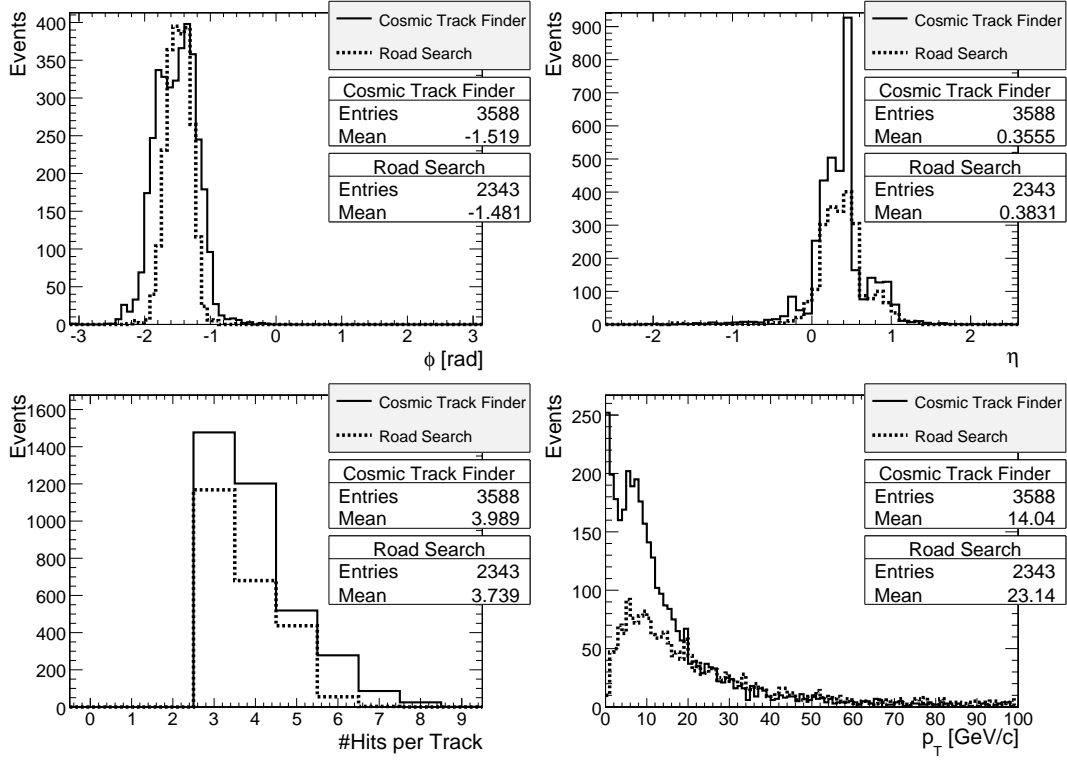 Events
400
350
300
250
200
150
100
50
0
-3
-2
-1
0
1
2
3
φ [rad]
Cosmic Track Finder
Road Search
Cosmic Track Finder
Entries 3588
Mean -1.519
Road Search
Entries 2343
Mean -1.481
Events
900
800
700
600
500
400
300
200
100
0
-2
-1
0
1
2
η
Cosmic Track Finder
Road Search
Cosmic Track Finder
Entries 3588
Mean 0.3555
Road Search
Entries 2343
Mean 0.3831
Events
1600
1400
1200
1000
800
600
400
200
0
0
1
2
3
4
5
6
7
8
9
#Hits per Track
Cosmic Track Finder
Road Search
Cosmic Track Finder
Entries 3588
Mean 3.989
Road Search
Entries 2343
Mean 3.739
Events
250
200
150
100
50
0
0
10
20
30
40
50
60
70
80
90
100
p_T [GeV/c]
Cosmic Track Finder
Road Search
Cosmic Track Finder
Entries 3588
Mean 14.04
Road Search
Entries 2343
Mean 23.14